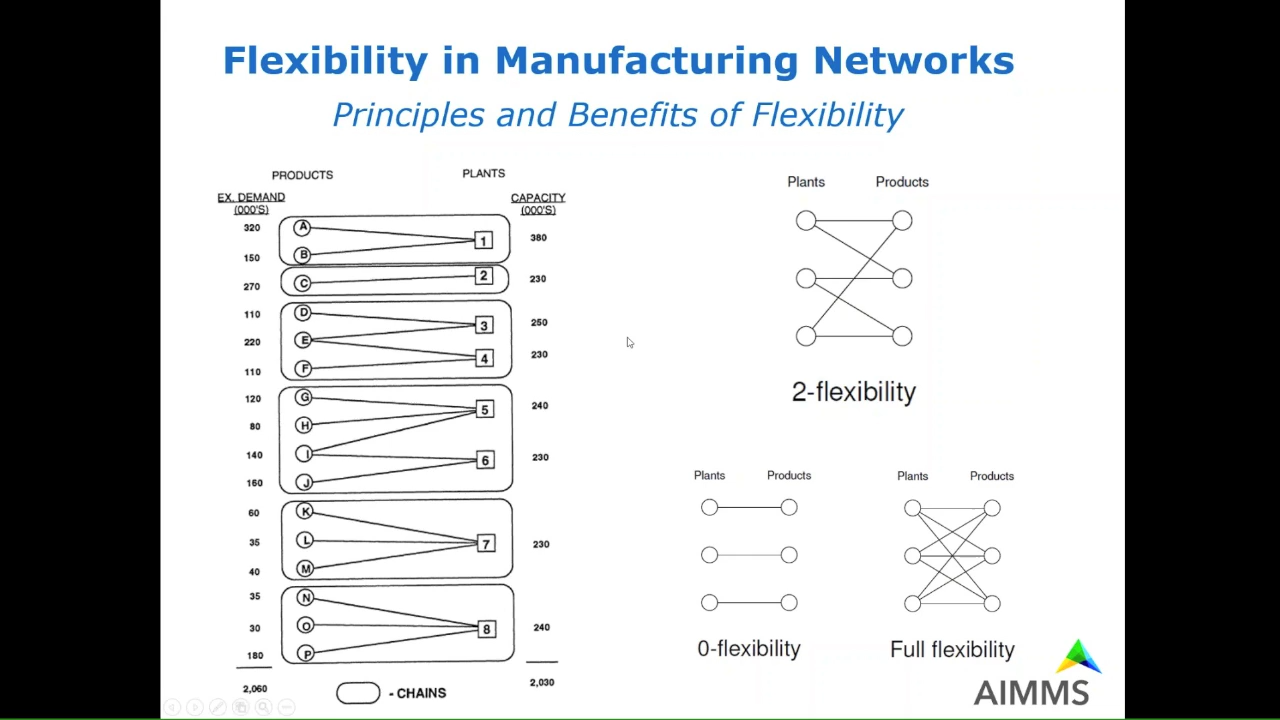 Flexibility in Manufacturing Networks
Principles and Benefits of Flexibility
PRODUCTS PLANTS
EX. DEMAND CAPACITY
(000'S) (000'S)
320 A
1 380
150 B
2 230
270 C
110 D
3 250
220 E
4 230
110 F
120 G
5 240
80 H
140 I
6 230
160 J
60 K
35 L 7 230
40 M
35 N
30 O 8 240
180 P
2,060 2,030
- CHAINS
Plants Products
2-flexibility
Plants Products
0-flexibility
Plants Products
Full flexibility
AIMMS